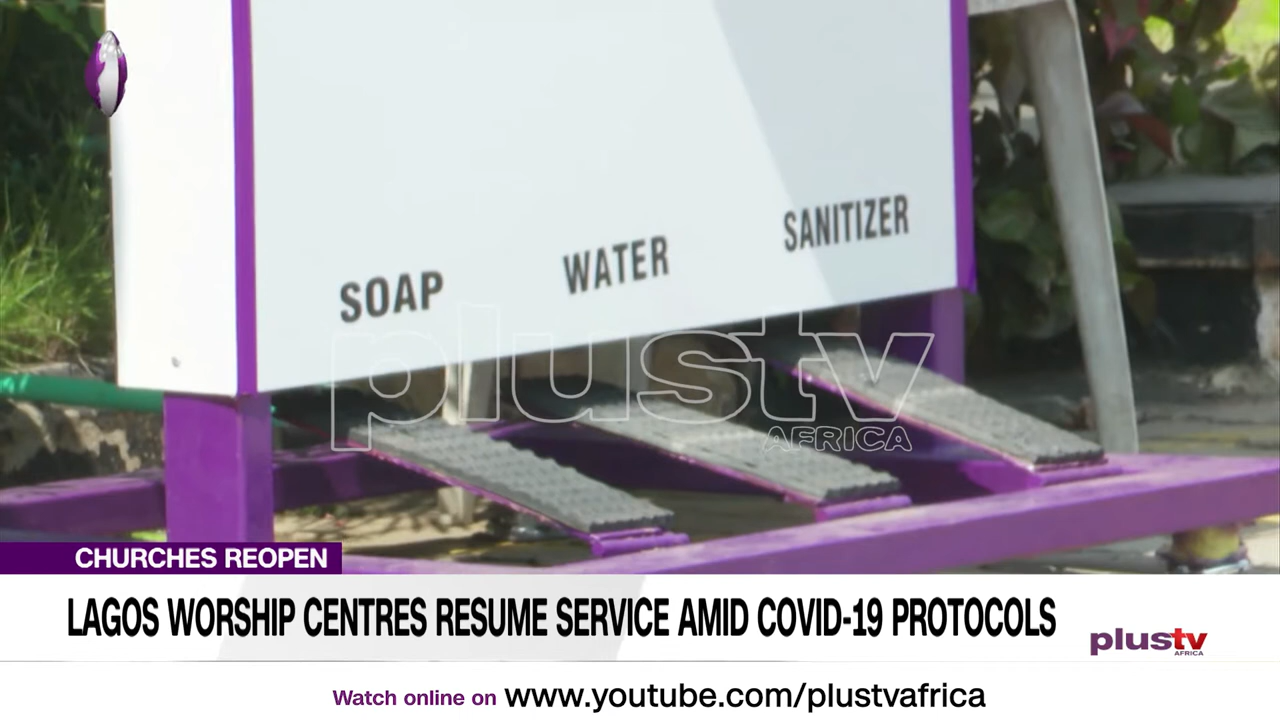 SOAP
WATER
SANITIZER
plustv
AFRICA
CHURCHES REOPEN
LAGOS WORSHIP CENTRES RESUME SERVICE AMID COVID-19 PROTOCOLS
plustv
AFRICA
Watch online on www.youtube.com/plustvafrica